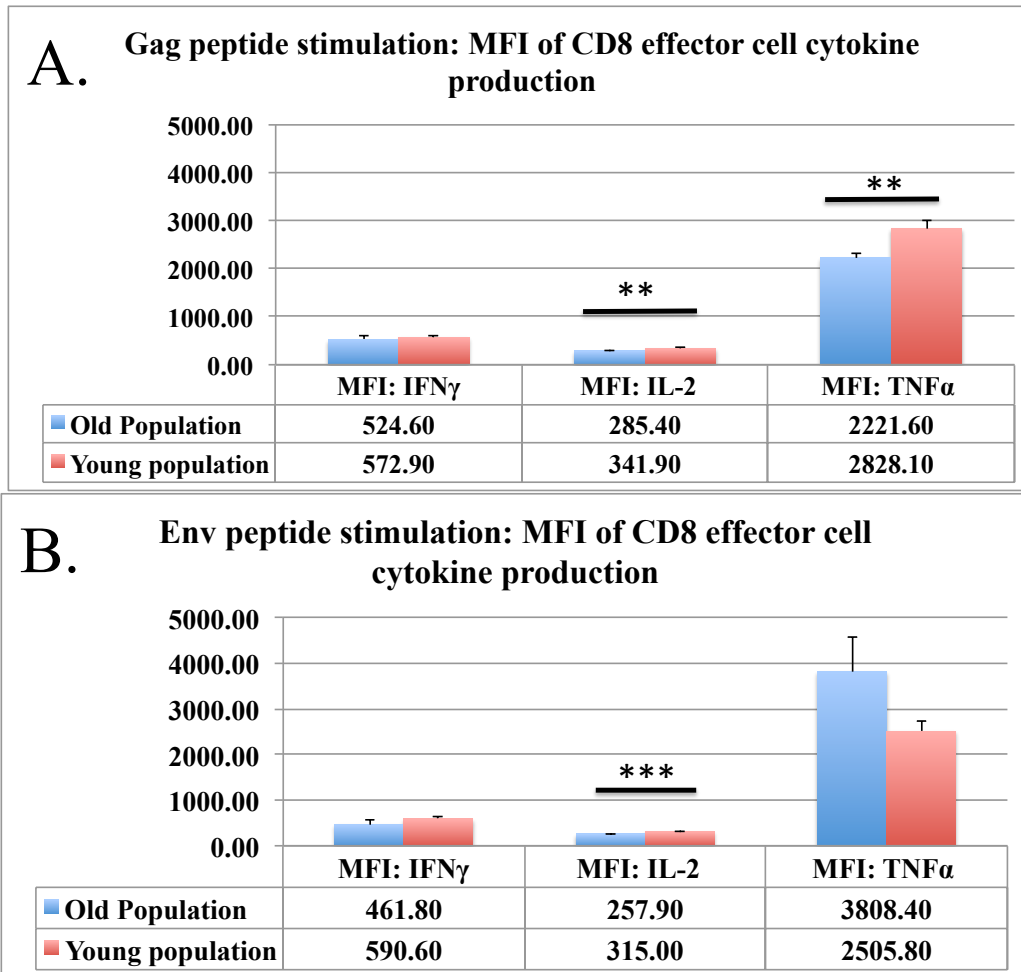 A.
Gag peptide stimulation: MFI of CD8 effector cell cytokine
production
5000.00
4000.00
3000.00
2000.00
1000.00
0.00
**
**
MFI: IFNγ MFI: IL-2 MFI: TNFα
Old Population 524.60 285.40 2221.60
Young population 572.90 341.90 2828.10
B.
Env peptide stimulation: MFI of CD8 effector cell
cytokine production
5000.00
4000.00
3000.00
2000.00
1000.00
0.00
***
MFI: IFNγ MFI: IL-2 MFI: TNFα
Old Population 461.80 257.90 3808.40
Young population 590.60 315.00 2505.80